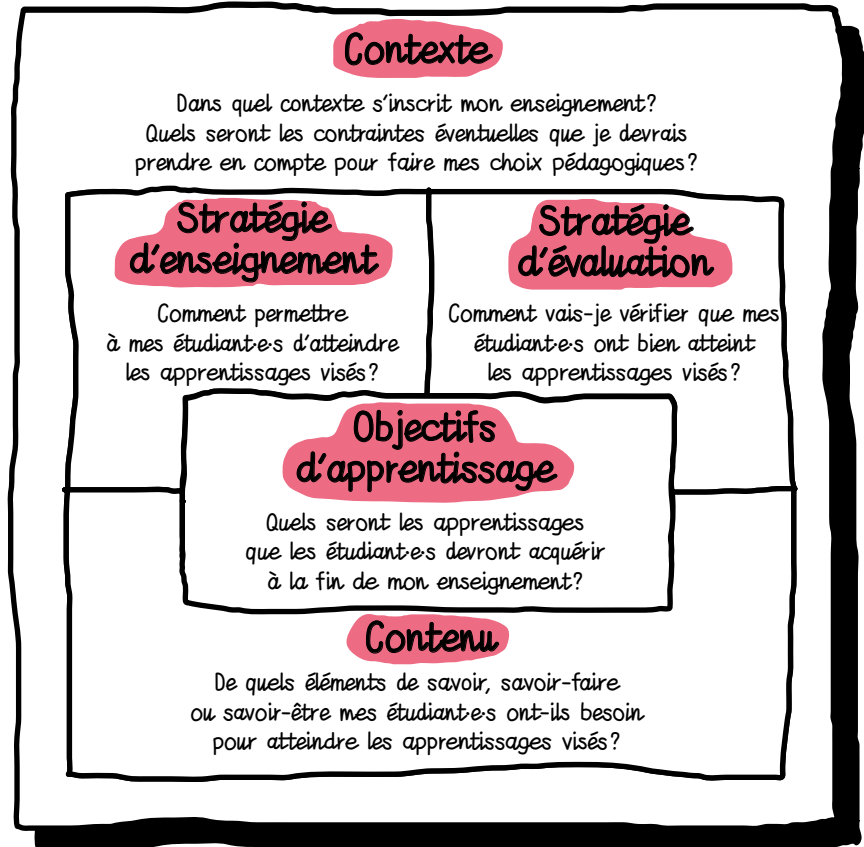 Contexte
Dans quel contexte s'inscrit mon enseignement?
Quels seront les contraintes éventuelles que je devrais
prendre en compte pour faire mes choix pédagogiques?
Stratégie
d'enseignement
Comment permettre
à mes étudiant·e·s d'atteindre
les apprentissages visés?
Stratégie
d'évaluation
Comment vais-je vérifier que mes
étudiant·e·s ont bien atteint
les apprentissages visés?
Objectifs
d'apprentissage
Quels seront les apprentissages
que les étudiant·e·s devront acquérir
à la fin de mon enseignement?
Contenu
De quels éléments de savoir, savoir-faire
ou savoir-être mes étudiant·e·s ont-ils besoin
pour atteindre les apprentissages visés?